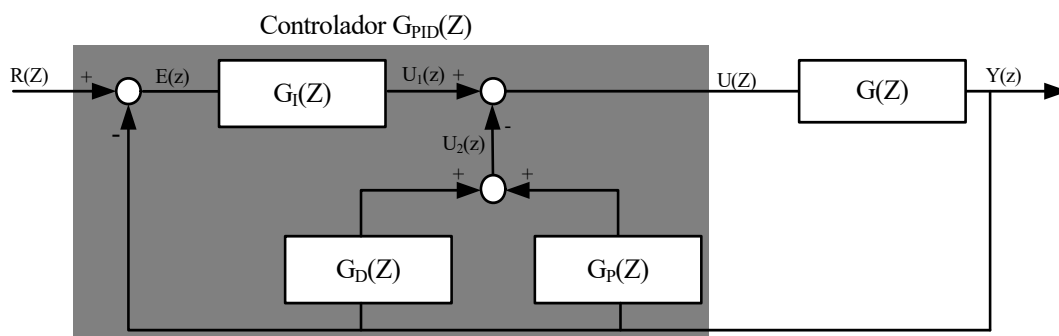 Controlador G_PID(Z)
R(Z)
+
E(z)
G_I(Z)
U_1(z)
+
U(Z)
G(Z)
Y(z)
-
-
U_2(z)
+
+
G_D(Z)
G_P(Z)